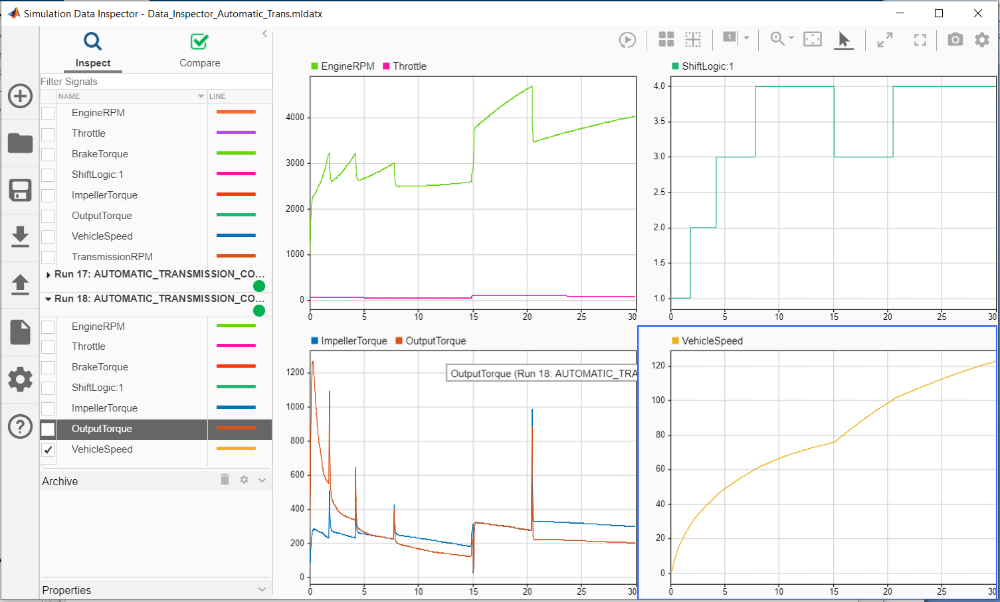 Simulation Data Inspector - Data_Inspector_Automatic_Trans.mldatx
Inspect
Compare
Filter Signals
NAME
LINE
EngineRPM
Throttle
BrakeTorque
ShiftLogic:1
ImpellerTorque
OutputTorque
VehicleSpeed
TransmissionRPM
Run 17: AUTOMATIC_TRANSMISSION_CO...
Run 18: AUTOMATIC_TRANSMISSION_CO...
EngineRPM
Throttle
BrakeTorque
ShiftLogic:1
ImpellerTorque
OutputTorque
VehicleSpeed
Archive
Properties
1
EngineRPM Throttle
4000
3000
2000
1000
0
0 5 10 15 20 25 30
ShiftLogic:1
4.0
3.5
3.0
2.5
2.0
1.5
1.0
0 5 10 15 20 25 30
ImpellerTorque OutputTorque
OutputTorque (Run 18: AUTOMATIC_TRA
1200
1000
800
600
400
200
0
0 5 10 15 20 25 30
VehicleSpeed
120
100
80
60
40
20
0
0 5 10 15 20 25 30